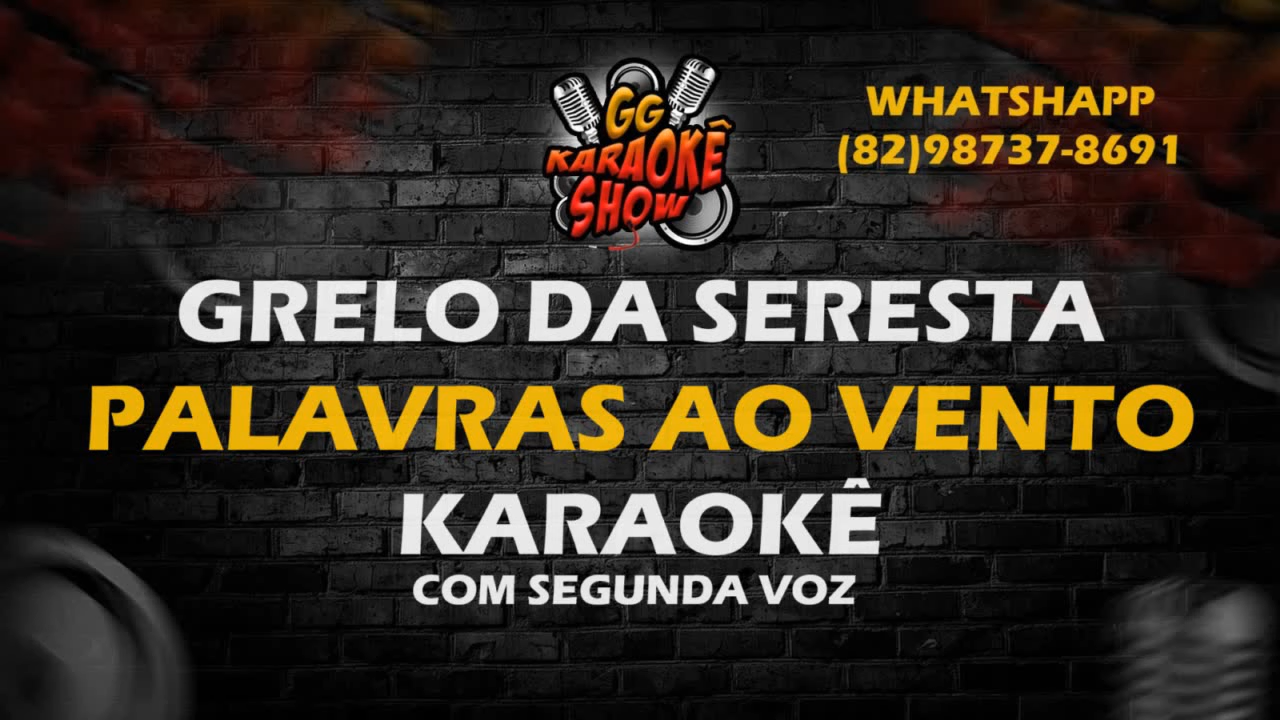 GG
KARAOKÊ
SHOW
WHATSHAPP
(82)98737-8691
GRELO DA SERESTA
PALAVRAS AO VENTO
KARAOKÊ
COM SEGUNDA VOZ